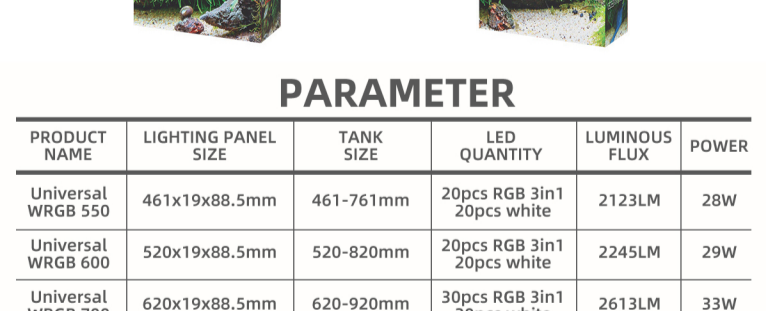 PARAMETER
PRODUCT NAME LIGHTING PANEL SIZE TANK SIZE LED QUANTITY LUMINOUS FLUX POWER
Universal WRGB 550 461x19x88.5mm 461-761mm 20pcs RGB 3in1 20pcs white 2123LM 28W
Universal WRGB 600 520x19x88.5mm 520-820mm 20pcs RGB 3in1 20pcs white 2245LM 29W
Universal 620x19x88.5mm 620-920mm 30pcs RGB 3in1 2613LM 33W